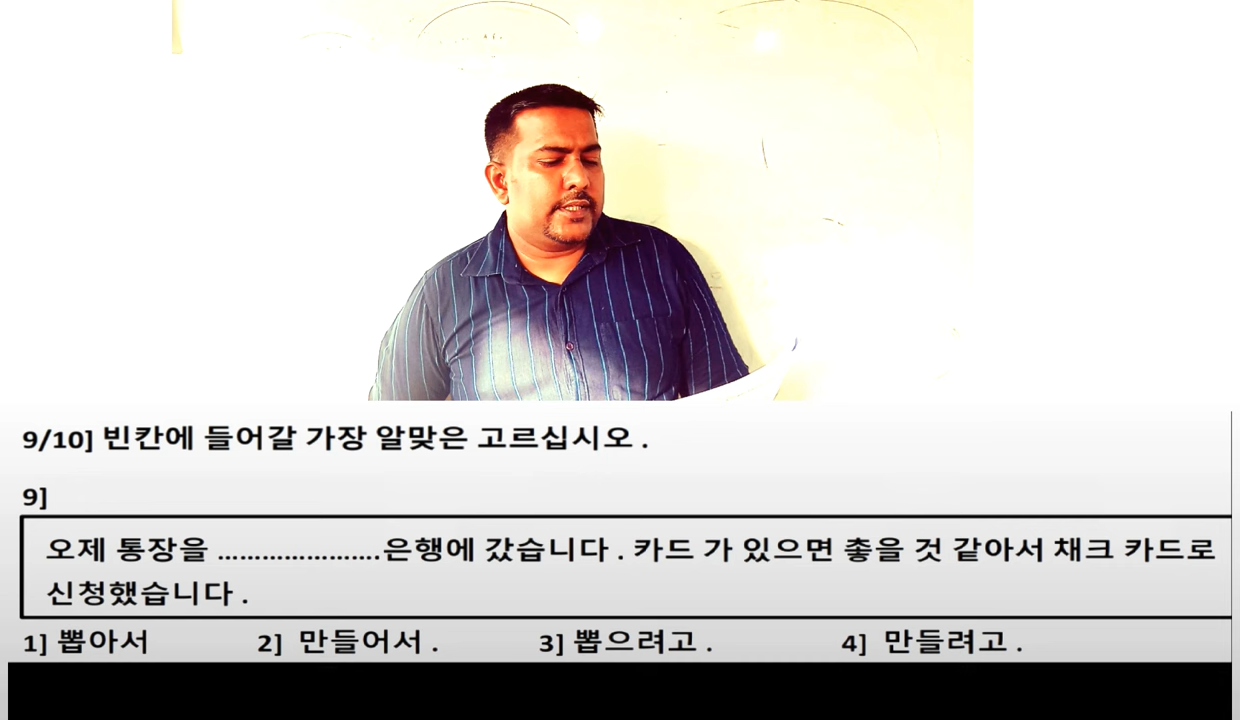 9/10] 빈칸에 들어갈 가장 알맞은 고르십시오 .
9]
오제 통장을 ......................은행에 갔습니다 . 카드 가 있으면 좋을 것 같아서 채크 카드로
신청했습니다 .
1] 뽑아서 2] 만들어서 . 3] 뽑으려고 . 4] 만들려고 .